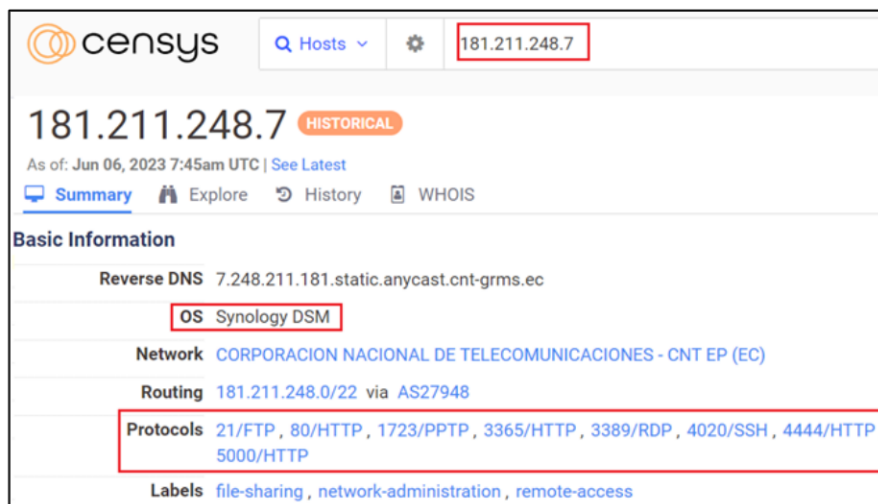 censys Hosts 181.211.248.7
181.211.248.7 HISTORICAL
As of: Jun 06, 2023 7:45am UTC | See Latest
Summary Explore History WHOIS
Basic Information
Reverse DNS 7.248.211.181.static.anycast.cnt-grms.ec
OS Synology DSM
Network CORPORACION NACIONAL DE TELECOMUNICACIONES - CNT EP (EC)
Routing 181.211.248.0/22 via AS27948
Protocols 21/FTP , 80/HTTP , 1723/PPTP , 3365/HTTP , 3389/RDP , 4020/SSH , 4444/HTTP
5000/HTTP
Labels file-sharing , network-administration , remote-access